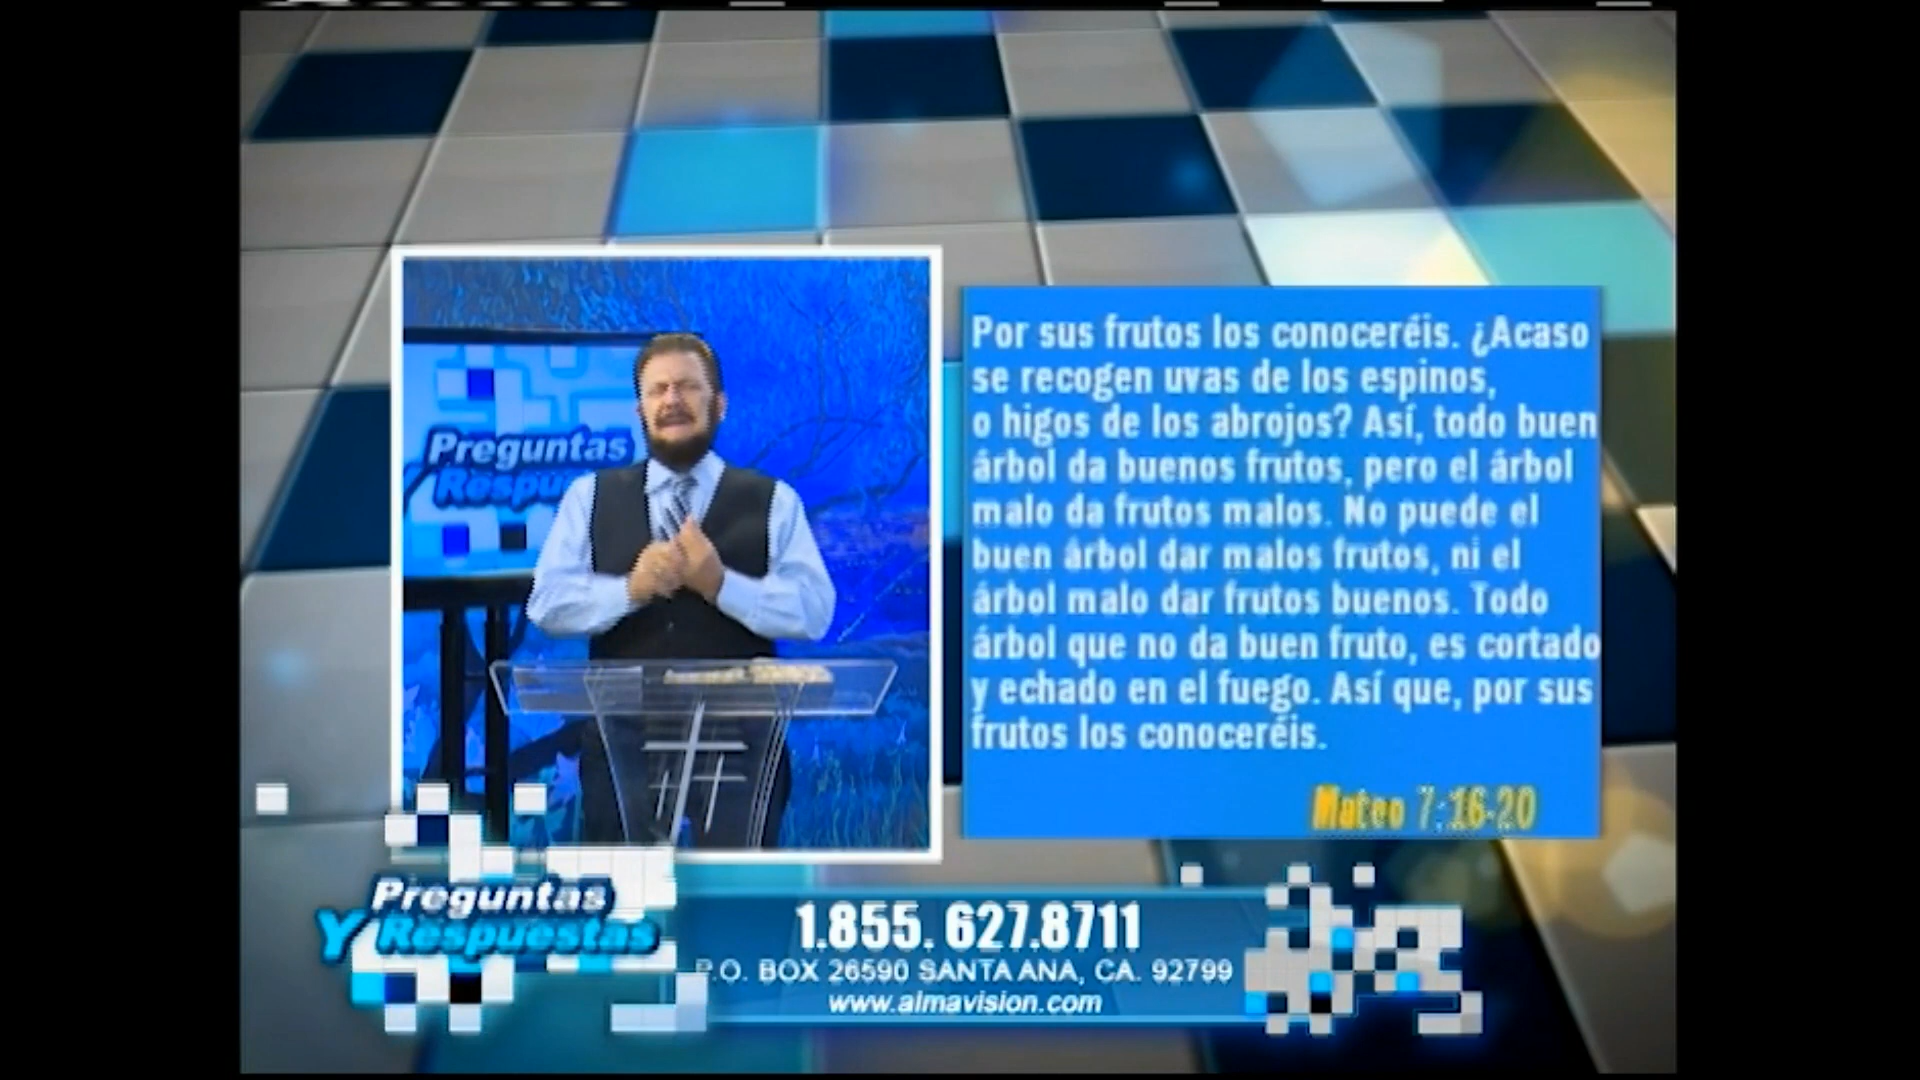 Preguntas
Y Respu
Por sus frutos los conoceréis. ¿Acaso
se recogen uvas de los espinos,
o higos de los abrojos? Así, todo buen
árbol da buenos frutos, pero el árbol
malo da frutos malos. No puede el
buen árbol dar malos frutos, ni el
árbol malo dar frutos buenos. Todo
árbol que no da buen fruto, es cortado
y echado en el fuego. Así que, por sus
frutos los conoceréis.
Mateo 7:16-20
Preguntas
Y Respuestas
1.855. 627.8711
P.O. BOX 26590 SANTA ANA, CA. 92799
www.almavision.com